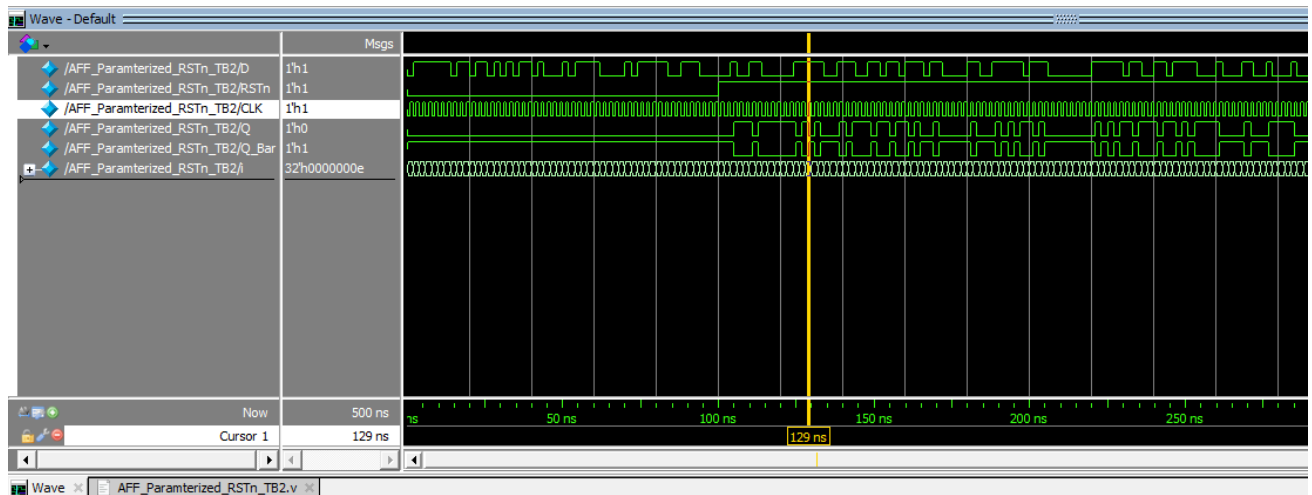 Wave - Default
Msgs
/AFF_Paramterized_RSTn_TB2/D 1'h1
/AFF_Paramterized_RSTn_TB2/RSTn 1'h1
/AFF_Paramterized_RSTn_TB2/CLK 1'h1
/AFF_Paramterized_RSTn_TB2/Q 1'h0
/AFF_Paramterized_RSTn_TB2/Q_Bar 1'h1
/AFF_Paramterized_RSTn_TB2/i 32'h0000000e
Now 500 ns
ns 50 ns 100 ns 150 ns 200 ns 250 ns
Cursor 1 129 ns 129 ns
Wave AFF_Paramterized_RSTn_TB2.v